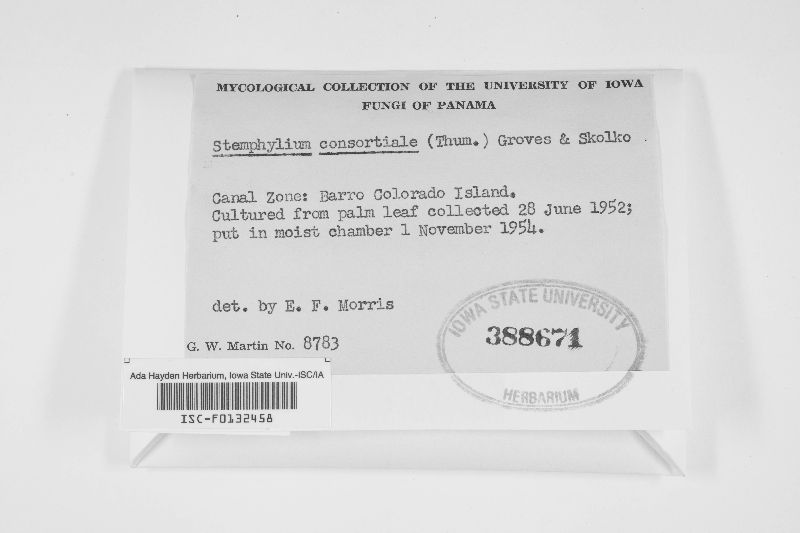 MYCOLOGICAL COLLECTION OF THE UNIVERSITY OF IOWA
FUNGI OF PANAMA
Stemphylium consortiale (Thum.) Groves & Skolko
Canal Zone: Barro Colorado Island.
Cultured from palm leaf collected 28 June 1952;
put in moist chamber 1 November 1954.
det. by E. F. Morris
G. W. Martin No. 8783
IOWA STATE UNIVERSITY
388671
HERBARIUM
Ada Hayden Herbarium, Iowa State Univ.-ISC/IA
ISC-F0132458